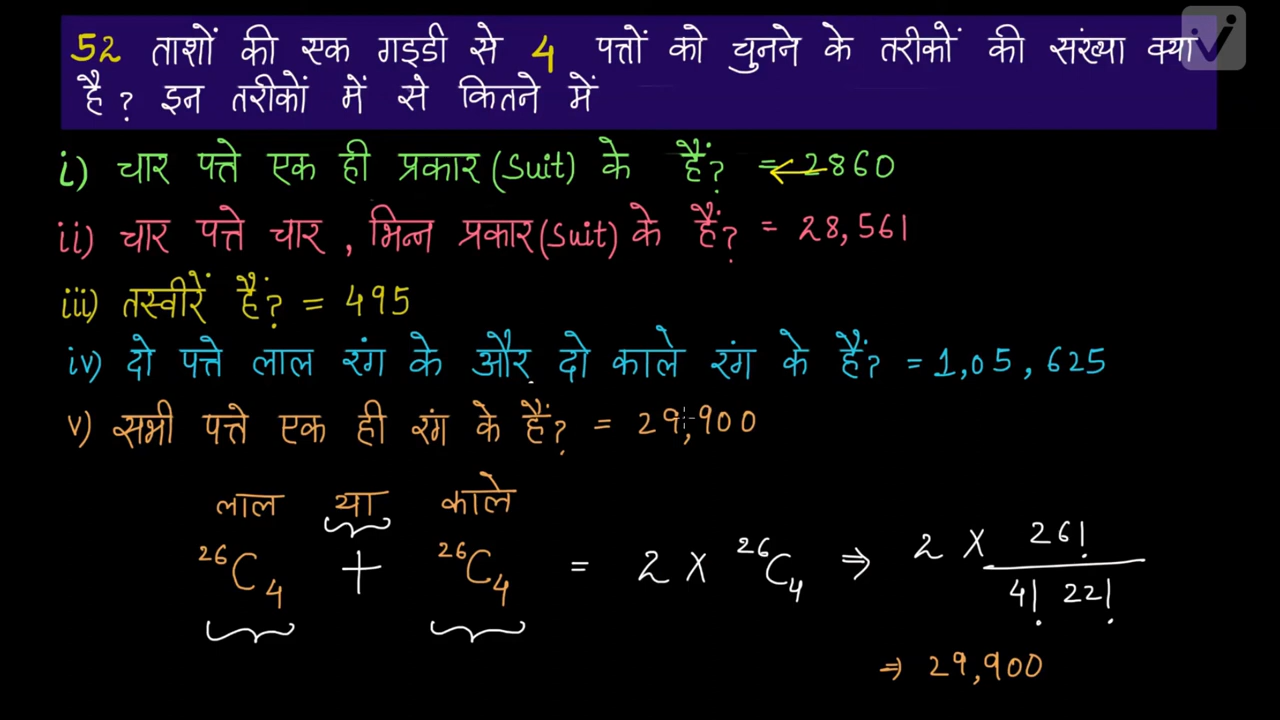 52 ताशों की एक गड्डी से 4 पत्तों को चुनने के तरीकों की संख्या क्या
है? इन तरीकों में से कितने में
i) चार पत्ते एक ही प्रकार (Suit) के हैं? = 2860
ii) चार पत्ते चार, भिन्न प्रकार (Suit) के हैं? = 28,561
iii) तस्वीरें हैं? = 495
iv) दो पत्ते लाल रंग के और दो काले रंग के हैं? = 1,05,625
v) सभी पत्ते एक ही रंग के हैं? = 29,900
लाल या काले
²⁶C₄ + ²⁶C₄ = 2 X ²⁶C₄ ⇒ 2 X 26! / 4! 22!
⇒ 29,900